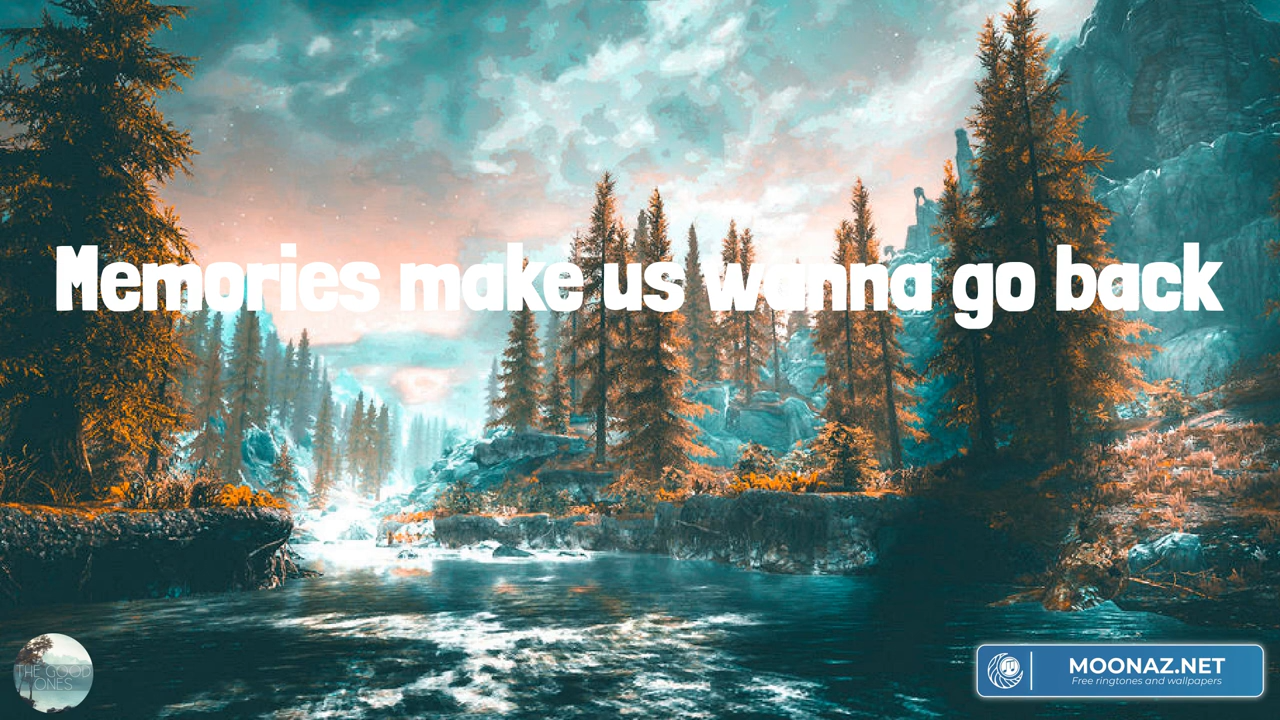 Memories make us wanna go back
THE GOOD
ONES
MOONAZ.NET
Free ringtones and wallpapers